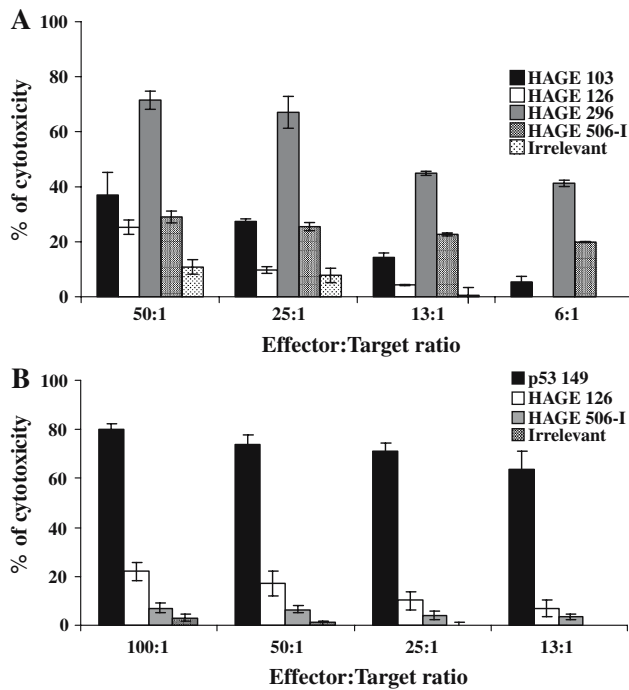 A
100
80
60
40
20
0
% of cytotoxicity
HAGE 103
HAGE 126
HAGE 296
HAGE 506-I
Irrelevant
50:1 25:1 13:1 6:1
Effector:Target ratio
B
100
80
60
40
20
0
% of cytotoxicity
p53 149
HAGE 126
HAGE 506-I
Irrelevant
100:1 50:1 25:1 13:1
Effector:Target ratio